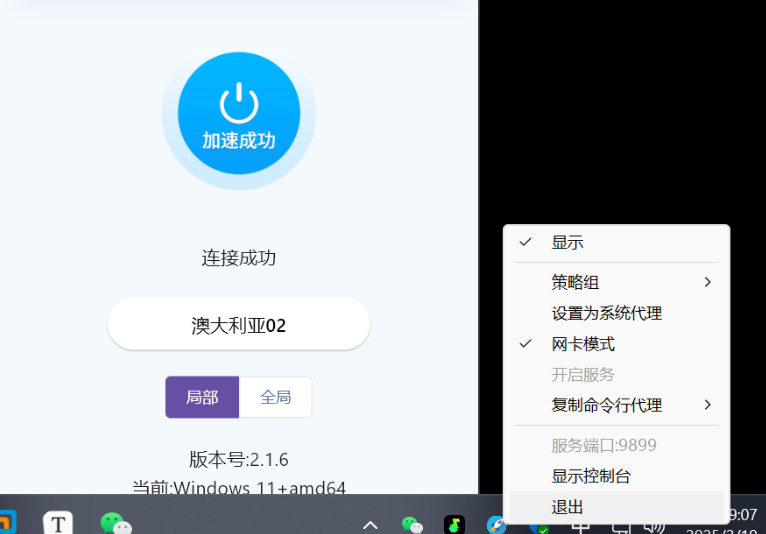 加速成功
连接成功
澳大利亚02
局部
全局
版本号:2.1.6
当前:Windows 11+amd64
显示
策略组
设置为系统代理
网卡模式
开启服务
复制命令行代理
服务端口:9899
显示控制台
退出
T
中
9:07